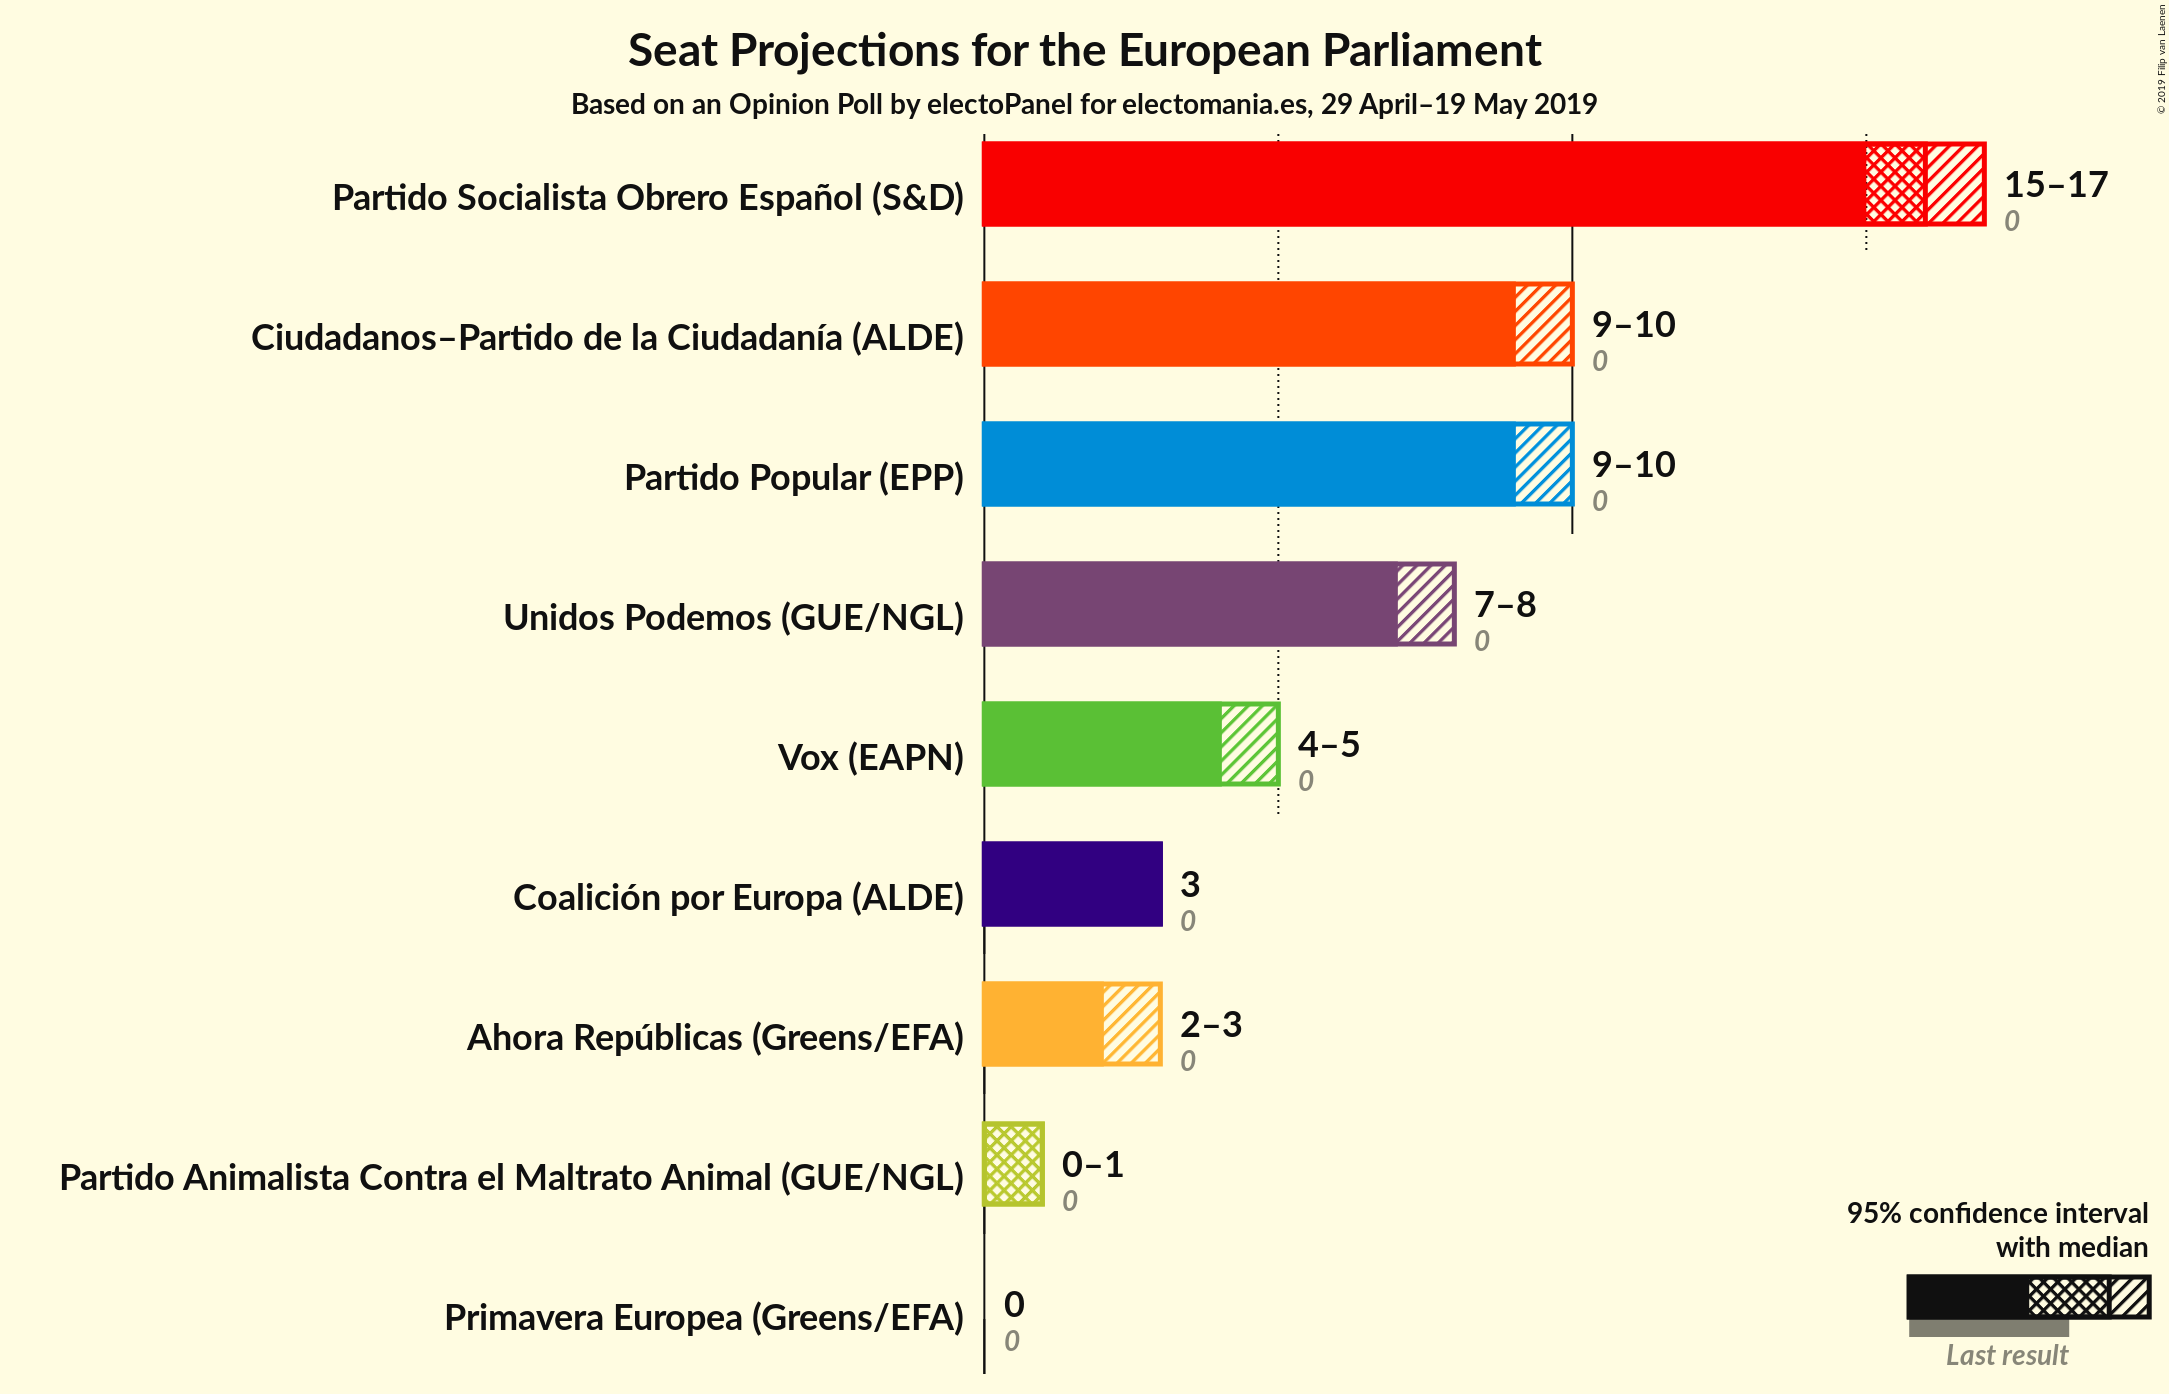 Seat Projections for the European Parliament
Based on an Opinion Poll by electoPanel for electomania.es, 29 April–19 May 2019
© 2019 Filip van Laenen
Partido Socialista Obrero Español (S&D)
15–17
0
Ciudadanos–Partido de la Ciudadanía (ALDE)
9–10
0
Partido Popular (EPP)
9–10
0
Unidos Podemos (GUE/NGL)
7–8
0
Vox (EAPN)
4–5
0
Coalición por Europa (ALDE)
3
0
Ahora Repúblicas (Greens/EFA)
2–3
0
Partido Animalista Contra el Maltrato Animal (GUE/NGL)
0–1
0
Primavera Europea (Greens/EFA)
0
0
95% confidence interval
with median
Last result